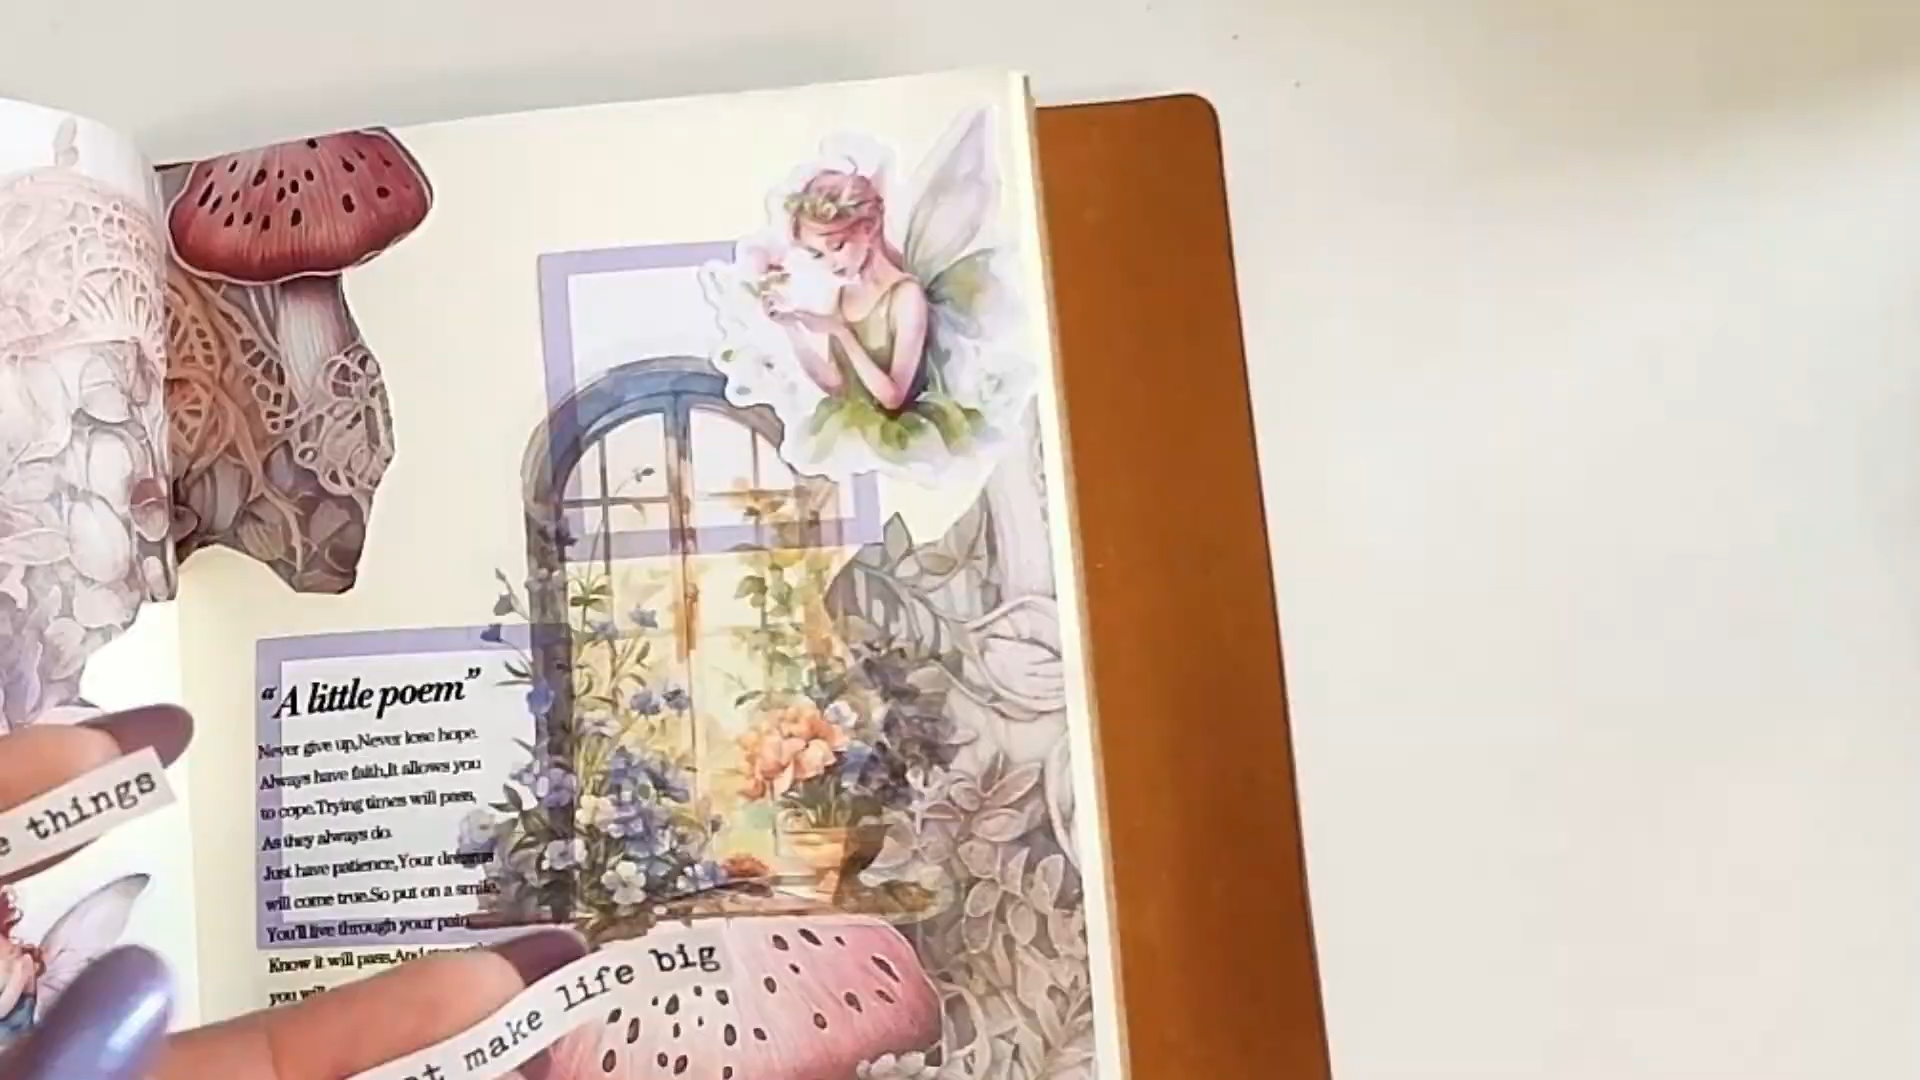 "A little poem"
Never give up,Never lose hope.
Always have faith,It allows you
to cope.Trying times will pass,
As they always do.
Just have patience,Your dreams
will come true.So put on a smile,
You'll live through your pain.
Know it will pass,And
you will
things
make life big